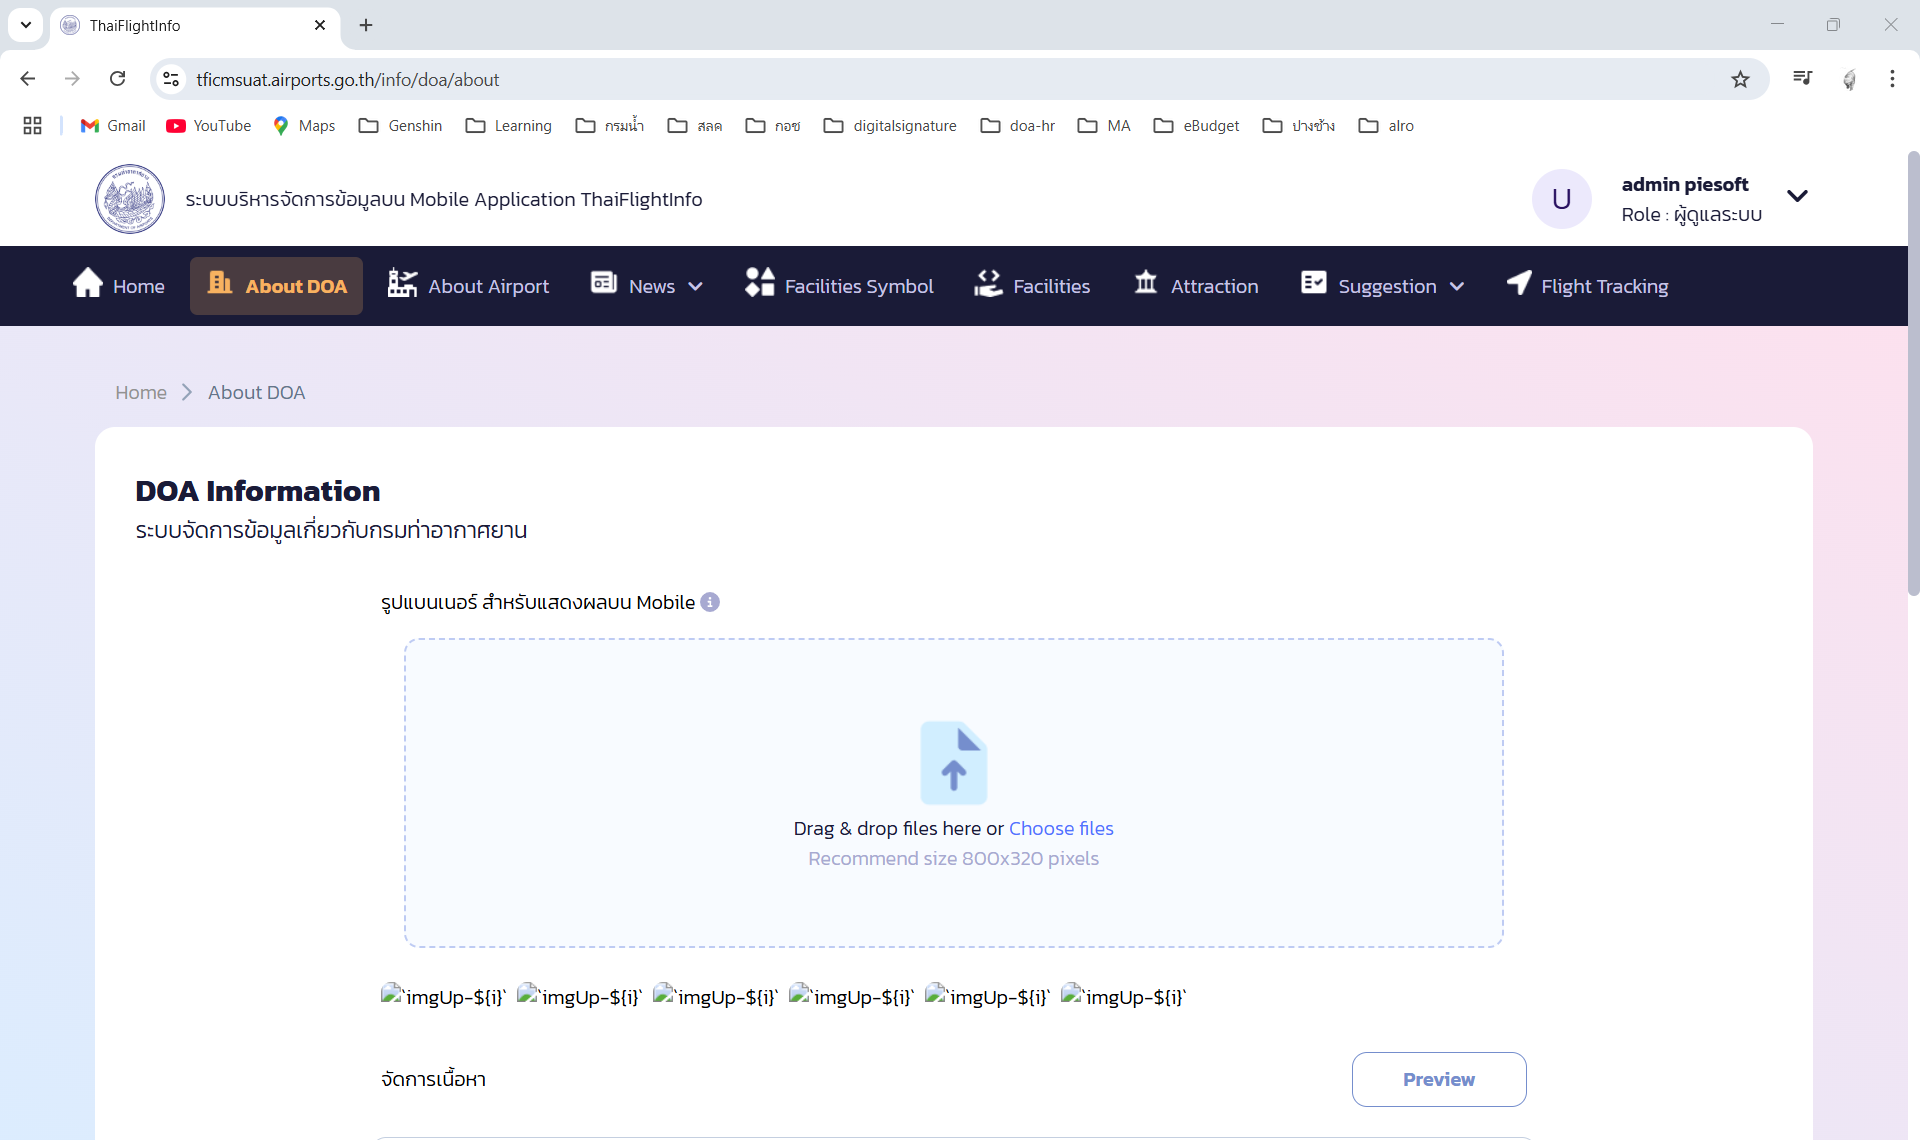 ThaiFlightInfo
tficmsuat.airports.go.th/info/doa/about
Gmail YouTube Maps Genshin Learning กรมน้ำ สลค กอช digitalsignature doa-hr MA eBudget ปางช้าง alro
ระบบบริหารจัดการข้อมูลบน Mobile Application ThaiFlightInfo
U
admin piesoft
Role : ผู้ดูแลระบบ
Home About DOA About Airport News Facilities Symbol Facilities Attraction Suggestion Flight Tracking
Home About DOA
DOA Information
ระบบจัดการข้อมูลเกี่ยวกับกรมท่าอากาศยาน
รูปแบนเนอร์ สำหรับแสดงผลบน Mobile
Drag & drop files here or Choose files
Recommend size 800x320 pixels
`imgUp-${i}` `imgUp-${i}` `imgUp-${i}` `imgUp-${i}` `imgUp-${i}` `imgUp-${i}`
จัดการเนื้อหา
Preview